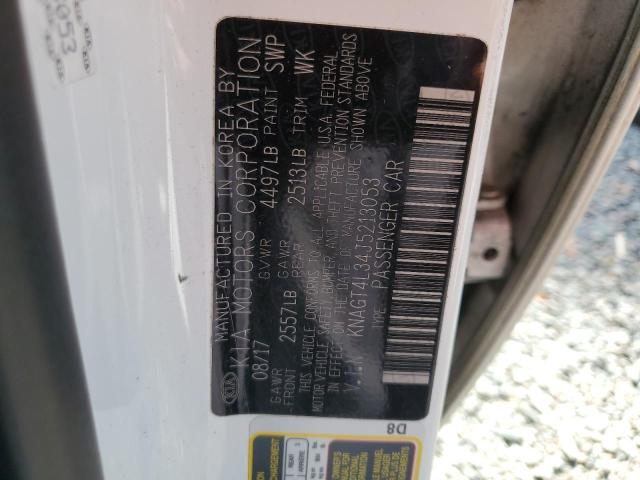 MANUFACTURED IN KOREA BY
KIA KIA MOTORS CORPORATION
08/17 GVWR 4497LB PAINT SWP
GAWR FRONT 2557LB GAWR REAR 2513LB TRIM WK
THIS VEHICLE CONFORMS TO ALL APPLICABLE U.S.A. FEDERAL
MOTOR VEHICLE SAFETY BUMPER AND THEFT PREVENTION STANDARDS
IN EFFECT ON THE DATE OF MANUFACTURE SHOWN ABOVE
V.I.N KNAGT4L34J5213053
TYPE PASSENGER CAR
D8
3053